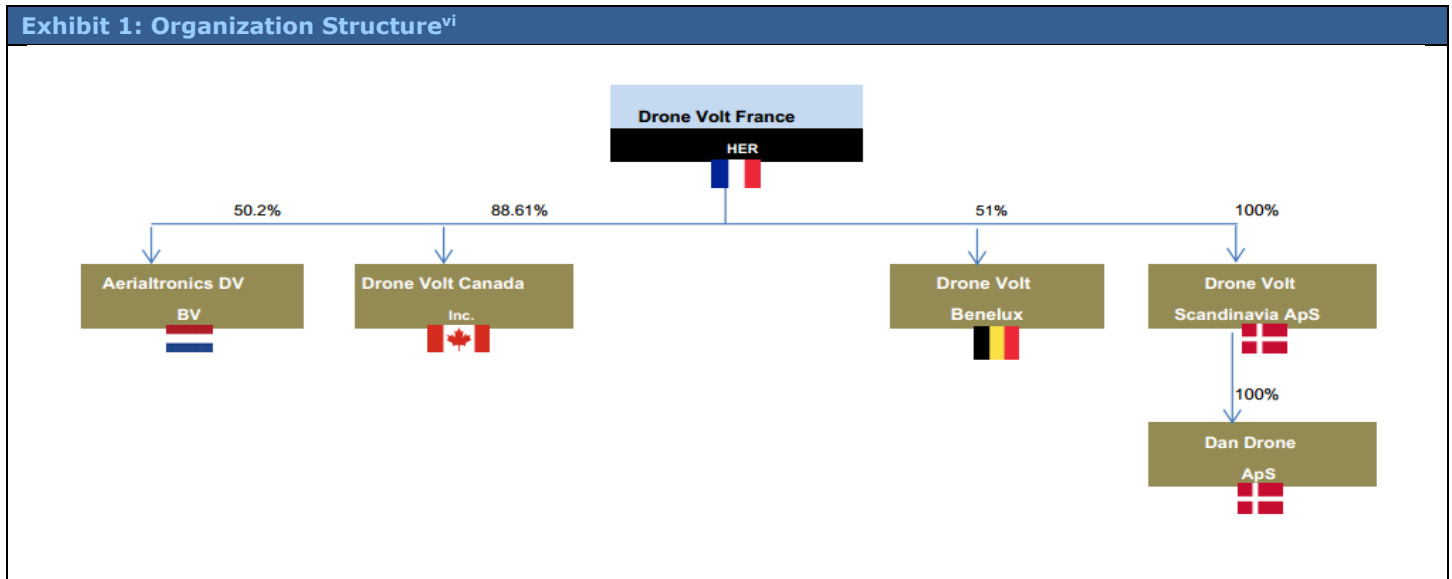 Exhibit 1: Organization Structurevi
Drone Volt France
HER
50.2%
88.61%
51%
100%
Aerialtronics DV
BV
Drone Volt Canada
Inc.
Drone Volt
Benelux
Drone Volt
Scandinavia ApS
100%
Dan Drone
ApS